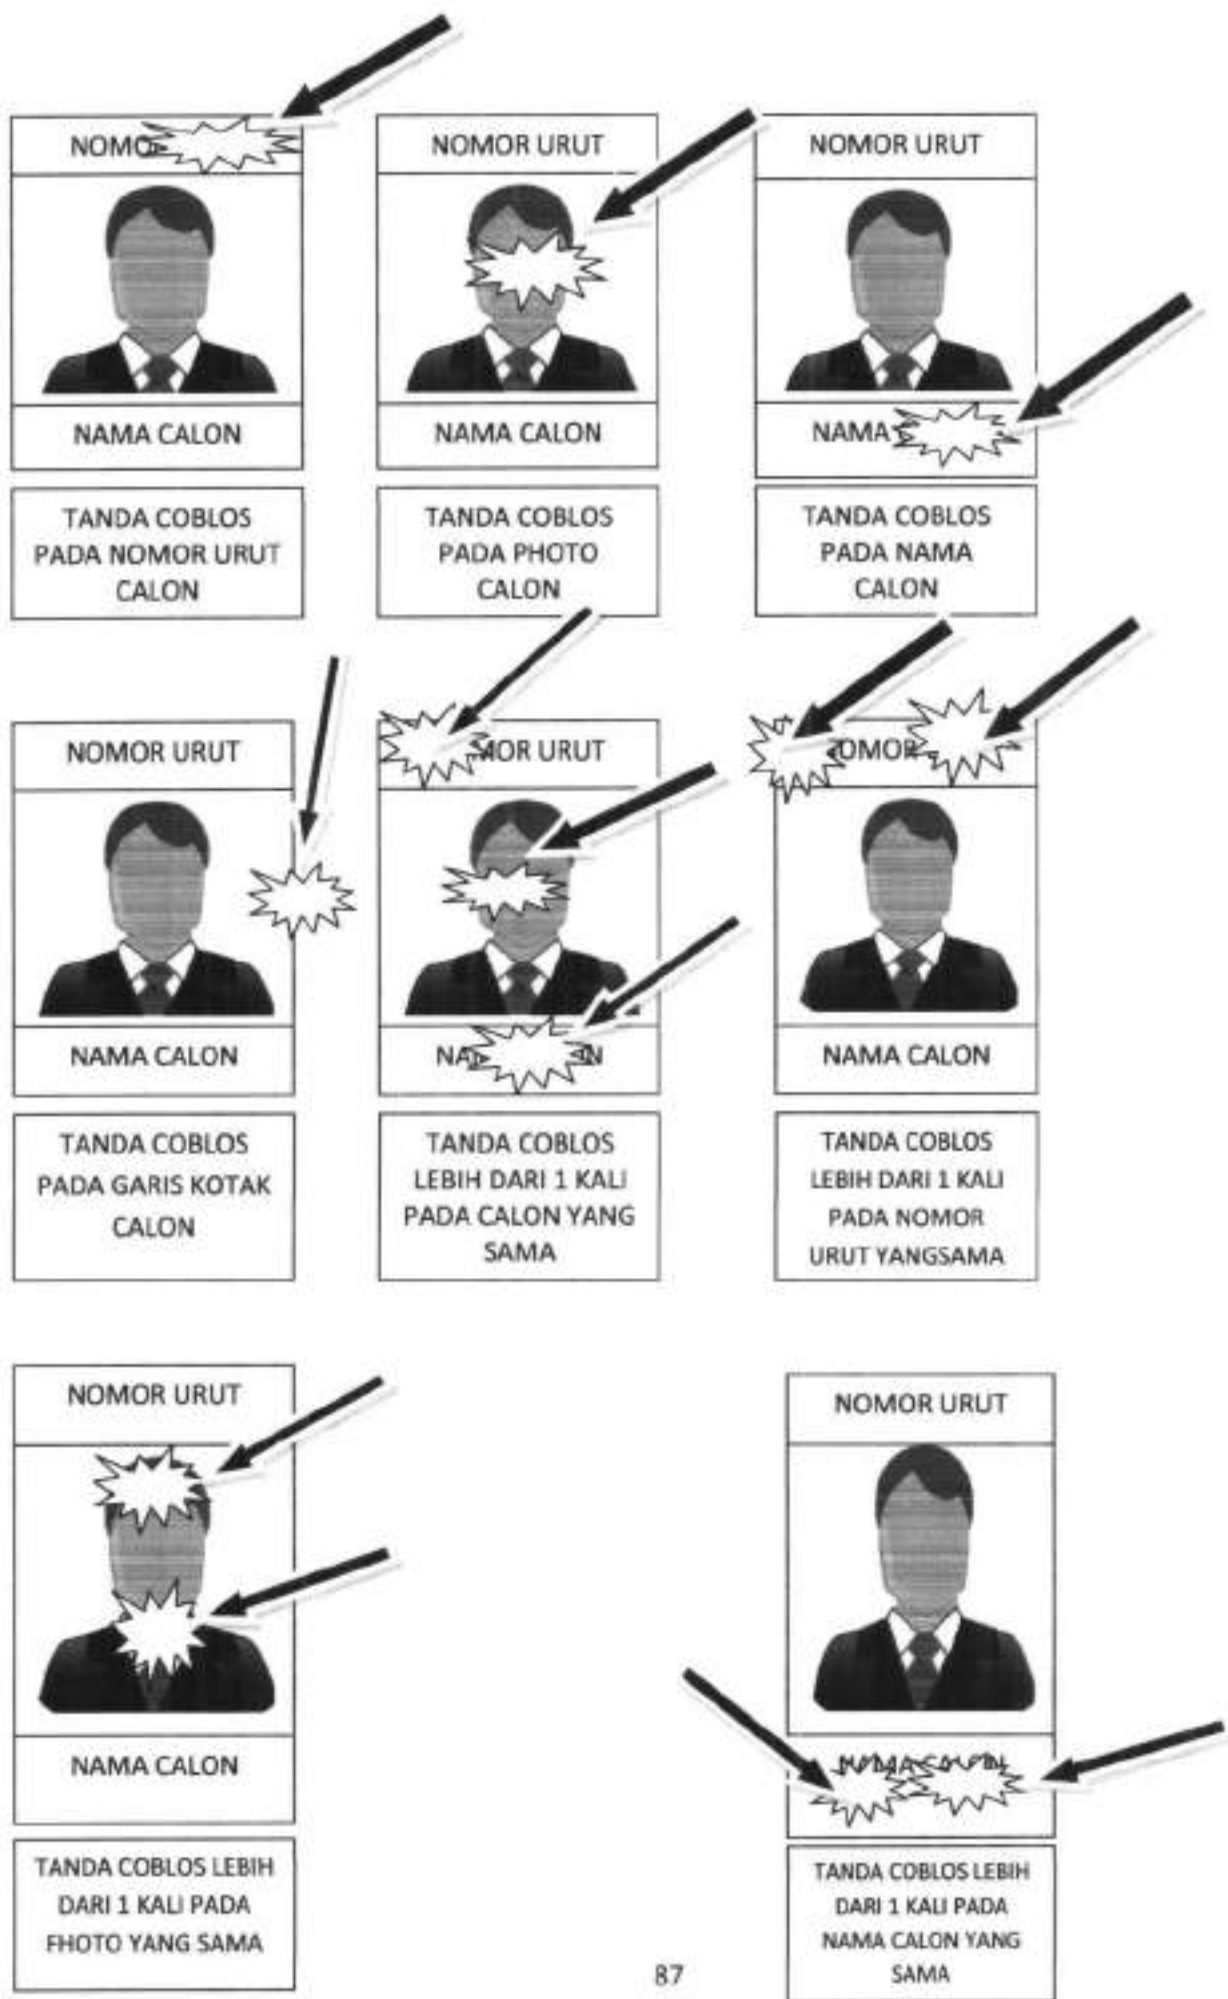 NOMO
NOMOR URUT
NOMOR URUT
NAMA CALON
NAMA CALON
NAMA
TANDA COBLOS
PADA NOMOR URUT
CALON
TANDA COBLOS
PADA PHOTO
CALON
TANDA COBLOS
PADA NAMA
CALON
NOMOR URUT
MOR URUT
OMOR
NAMA CALON
NA N
NAMA CALON
TANDA COBLOS
PADA GARIS KOTAK
CALON
TANDA COBLOS
LEBIH DARI 1 KALI
PADA CALON YANG
SAMA
TANDA COBLOS
LEBIH DARI 1 KALI
PADA NOMOR
URUT YANGSAMA
NOMOR URUT
NOMOR URUT
NAMA CALON
NAMA CALON
TANDA COBLOS LEBIH
DARI 1 KALI PADA
FHOTO YANG SAMA
TANDA COBLOS LEBIH
DARI 1 KALI PADA
NAMA CALON YANG
SAMA
87